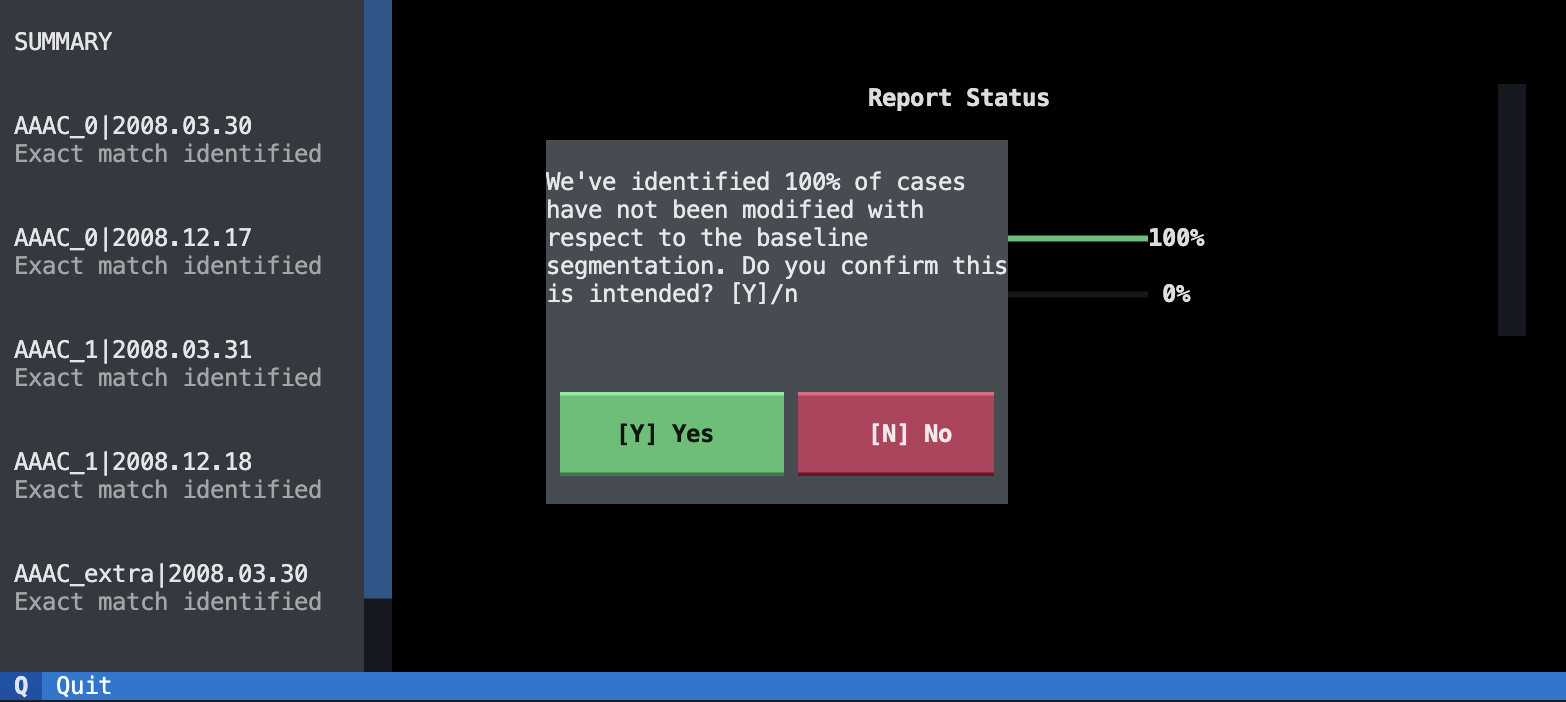 SUMMARY
AAAC_0|2008.03.30
Exact match identified
AAAC_0|2008.12.17
Exact match identified
AAAC_1|2008.03.31
Exact match identified
AAAC_1|2008.12.18
Exact match identified
AAAC_extra|2008.03.30
Exact match identified
Report Status
We've identified 100% of cases
have not been modified with
respect to the baseline
segmentation. Do you confirm this
is intended? [Y]/n
100%
0%
[Y] Yes
[N] No
Q Quit